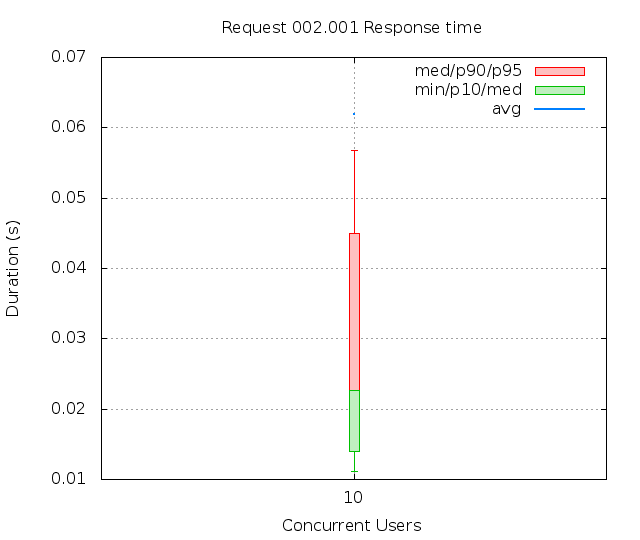 Request 002.001 Response time
0.07
med/p90/p95
min/p10/med
avg
0.06
0.05
0.04
0.03
0.02
0.01
Duration (s)
10
Concurrent Users